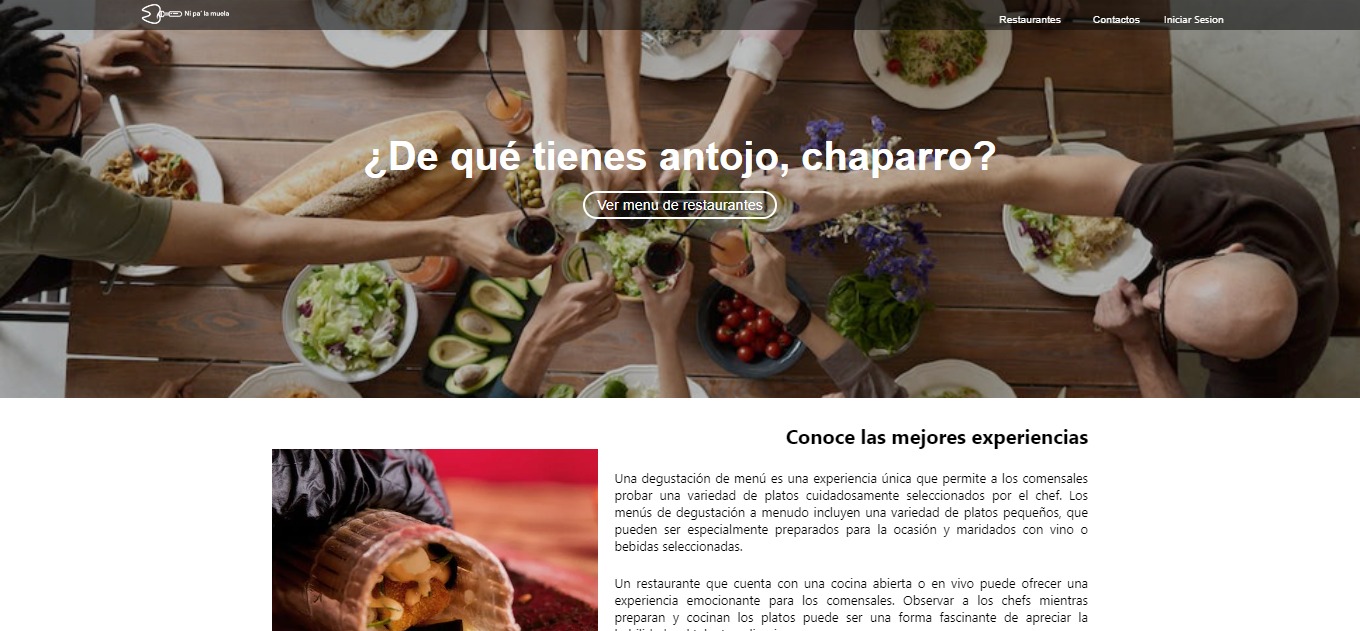 Ni pa' la muela
Restaurantes Contactos Iniciar Sesion
¿De qué tienes antojo, chaparro?
Ver menu de restaurantes
Conoce las mejores experiencias
Una degustación de menú es una experiencia única que permite a los comensales
probar una variedad de platos cuidadosamente seleccionados por el chef. Los
menús de degustación a menudo incluyen una variedad de platos pequeños, que
pueden ser especialmente preparados para la ocasión y maridados con vino o
bebidas seleccionadas.
Un restaurante que cuenta con una cocina abierta o en vivo puede ofrecer una
experiencia emocionante para los comensales. Observar a los chefs mientras
preparan y cocinan los platos puede ser una forma fascinante de apreciar la